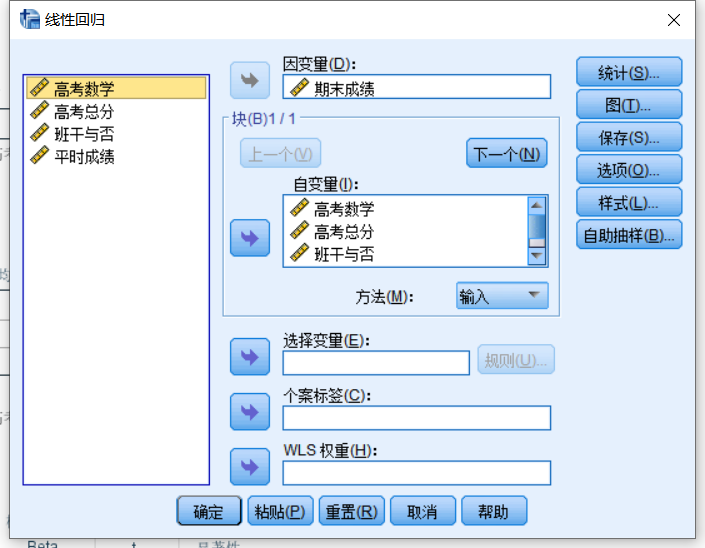 线性回归
高考数学
高考总分
班干与否
平时成绩
因变量(D):
期末成绩
块(B)1 / 1
上一个(V)
下一个(N)
自变量(I):
高考数学
高考总分
班干与否
方法(M):
输入
选择变量(E):
规则(U)...
个案标签(C):
WLS 权重(H):
统计(S)...
图(T)...
保存(S)...
选项(O)...
样式(L)...
自助抽样(B)...
确定
粘贴(P)
重置(R)
取消
帮助
Beta
t
显著性